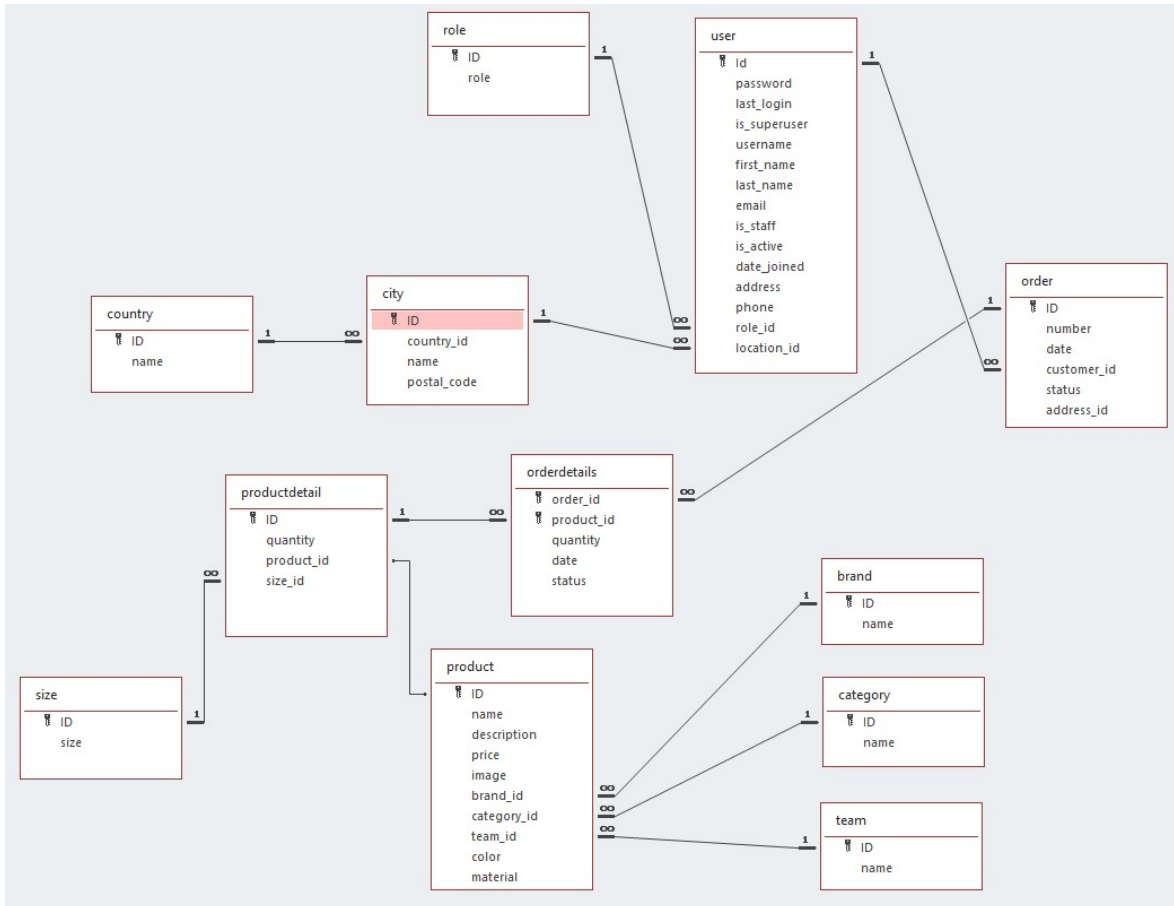 role
ID
role
user
Id
password
last_login
is_superuser
username
first_name
last_name
email
is_staff
is_active
date_joined
address
phone
role_id
location_id
1
1
∞
∞
country
ID
name
1
∞
city
ID
country_id
name
postal_code
1
order
ID
number
date
customer_id
status
address_id
1
∞
productdetail
ID
quantity
product_id
size_id
1
∞
orderdetails
order_id
product_id
quantity
date
status
∞
∞
size
ID
size
1
product
ID
name
description
price
image
brand_id
category_id
team_id
color
material
∞
∞
∞
brand
ID
name
1
category
ID
name
1
team
ID
name
1